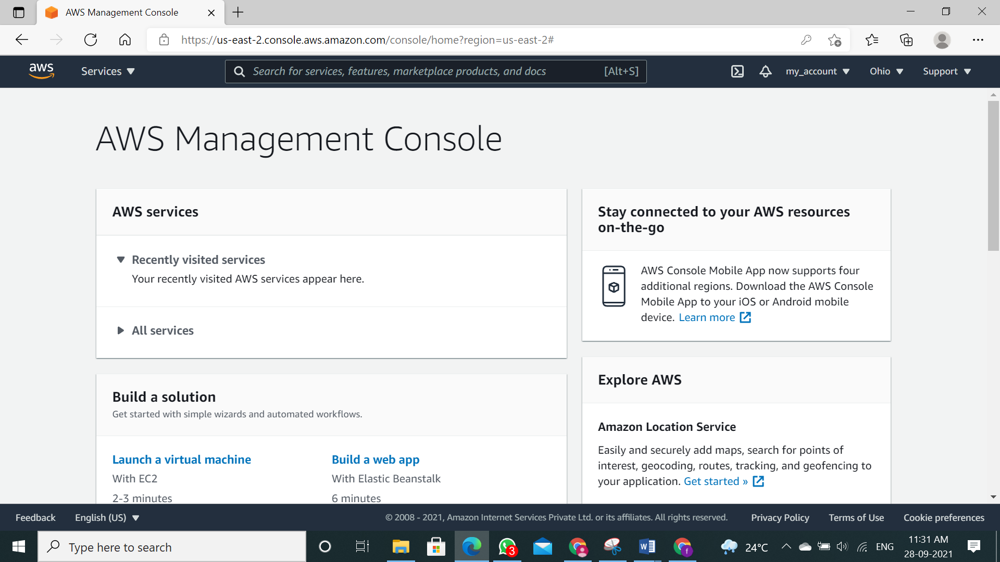 AWS Management Console
https://us-east-2.console.aws.amazon.com/console/home?region=us-east-2#
aws
Services
Search for services, features, marketplace products, and docs
[Alt+S]
my_account
Ohio
Support
AWS Management Console
AWS services
Recently visited services
Your recently visited AWS services appear here.
All services
Build a solution
Get started with simple wizards and automated workflows.
Launch a virtual machine
With EC2
2-3 minutes
Build a web app
With Elastic Beanstalk
6 minutes
Stay connected to your AWS resources
on-the-go
AWS Console Mobile App now supports four
additional regions. Download the AWS Console
Mobile App to your iOS or Android mobile
device. Learn more
Explore AWS
Amazon Location Service
Easily and securely add maps, search for points of
interest, geocoding, routes, tracking, and geofencing to
your application. Get started »
Feedback
English (US)
© 2008 - 2021, Amazon Internet Services Private Ltd. or its affiliates. All rights reserved.
Privacy Policy
Terms of Use
Cookie preferences
Type here to search
3
W
f
24°C
ENG
11:31 AM
28-09-2021